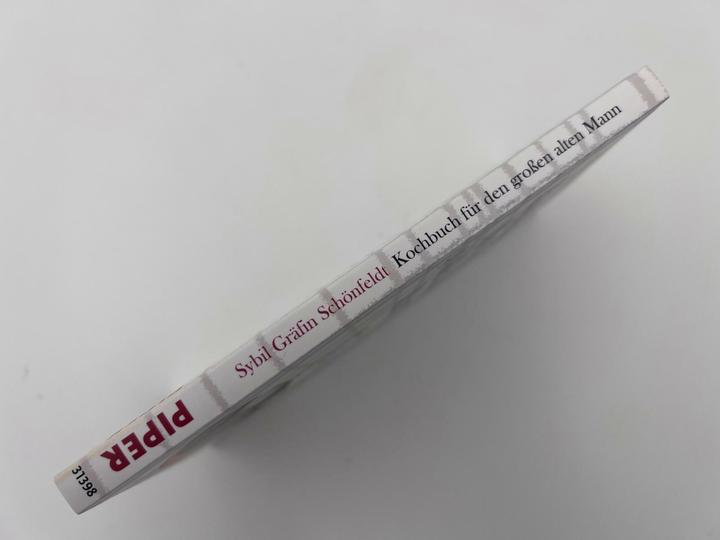 Sybil Gräfin Schönfeldt Kochbuch für den großen alten Mann
PIPER
31398